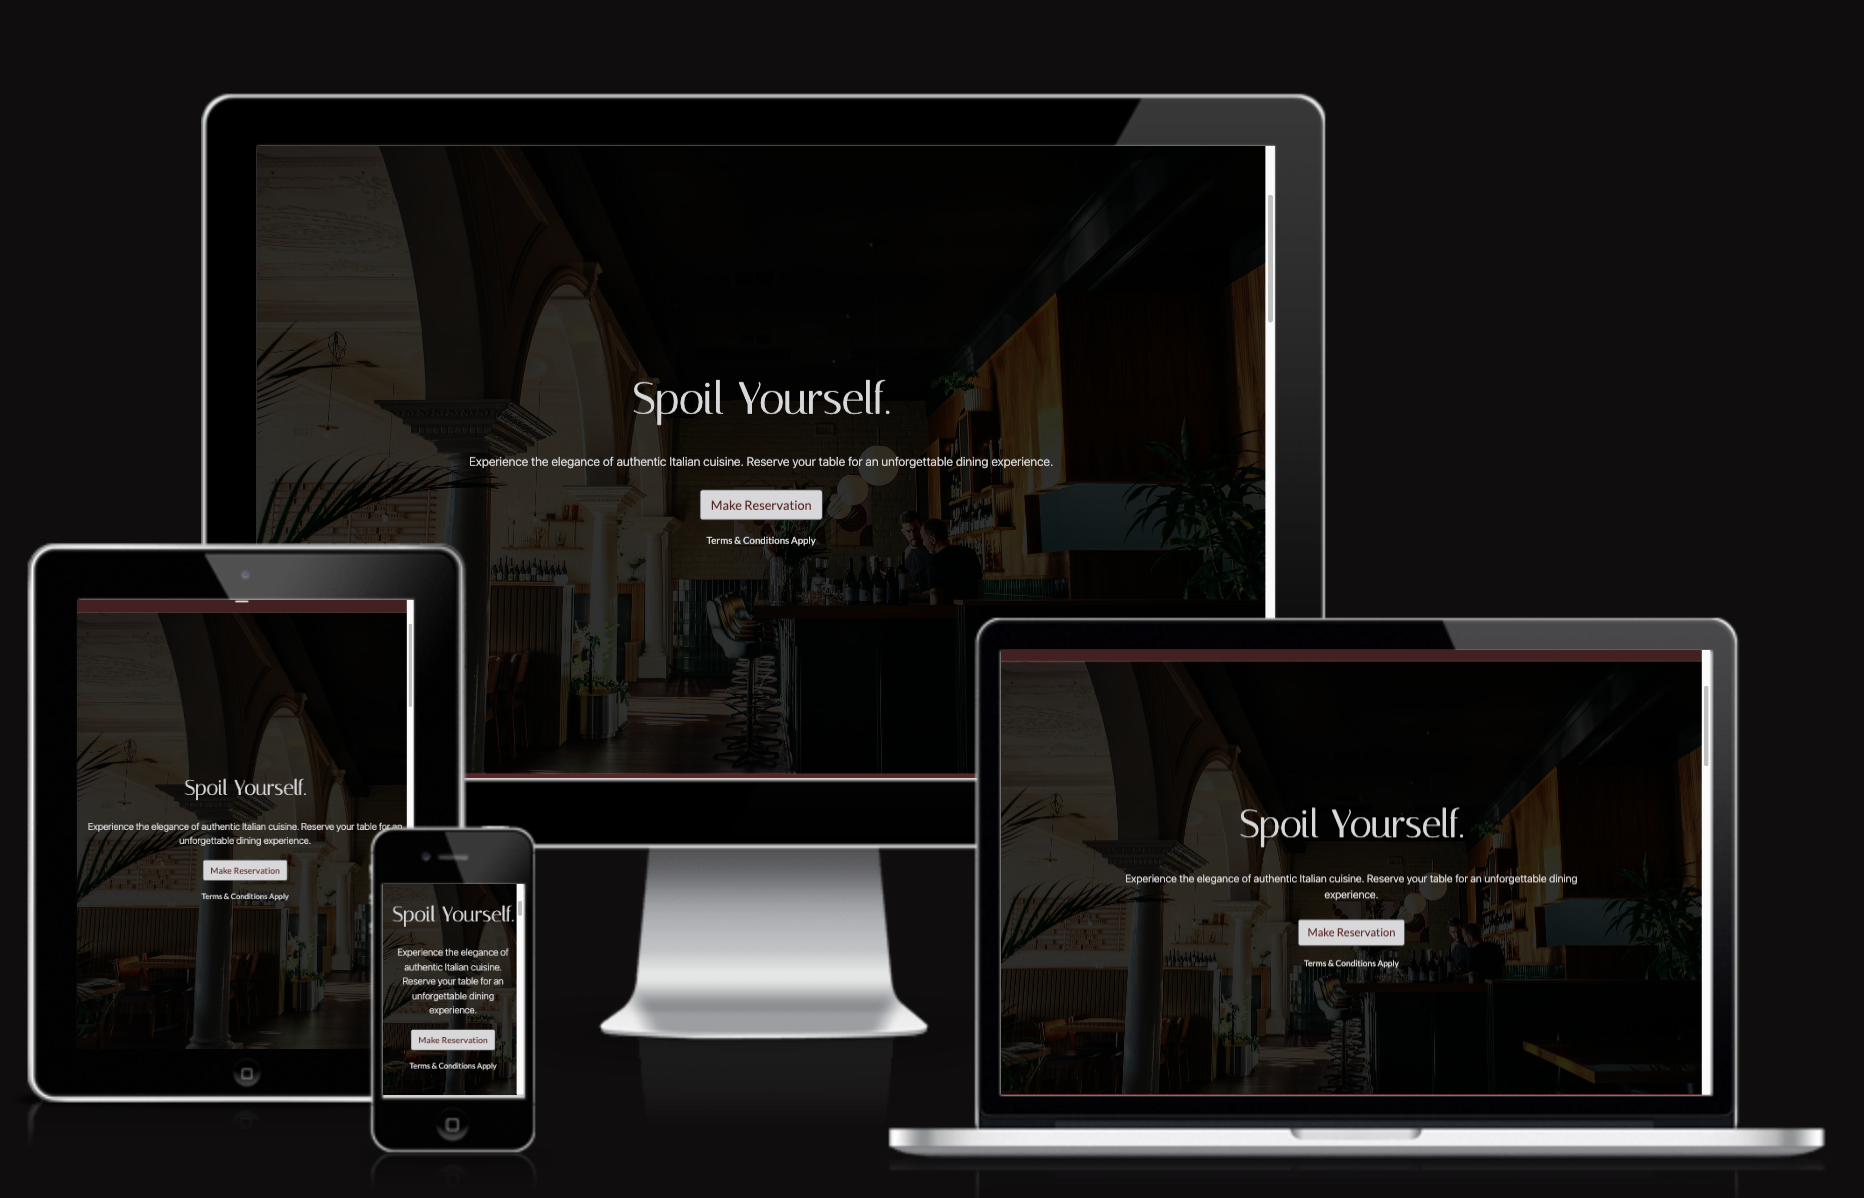 Spoil Yourself.
Experience the elegance of authentic Italian cuisine. Reserve your table for an unforgettable dining experience.
Make Reservation
Terms & Conditions Apply
Spoil Yourself.
Experience the elegance of authentic Italian cuisine. Reserve your table for an
unforgettable dining experience.
Make Reservation
Terms & Conditions Apply
Spoil Yourself.
Experience the elegance of
authentic Italian cuisine.
Reserve your table for an
unforgettable dining
experience.
Make Reservation
Terms & Conditions Apply
Spoil Yourself.
Experience the elegance of authentic Italian cuisine. Reserve your table for an unforgettable dining
experience.
Make Reservation
Terms & Conditions Apply